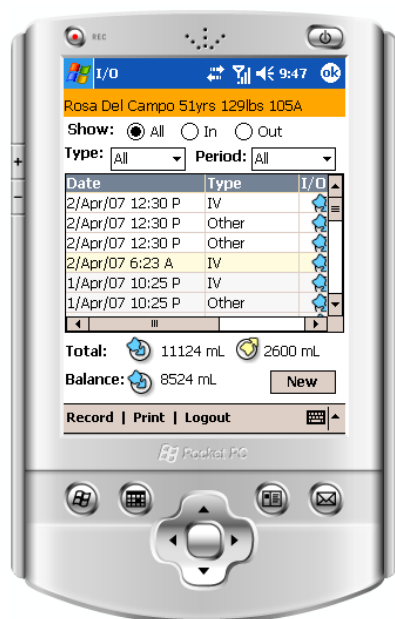 REC
I/O 9:47 ok
Rosa Del Campo 51yrs 129lbs 105A
Show: All In Out
Type: All Period: All
Date Type I/O
2/Apr/07 12:30 P IV
2/Apr/07 12:30 P Other
2/Apr/07 12:30 P Other
2/Apr/07 6:23 A IV
1/Apr/07 10:25 P IV
1/Apr/07 10:25 P Other
Total: 11124 mL 2600 mL
Balance: 8524 mL New
Record | Print | Logout
Pocket PC